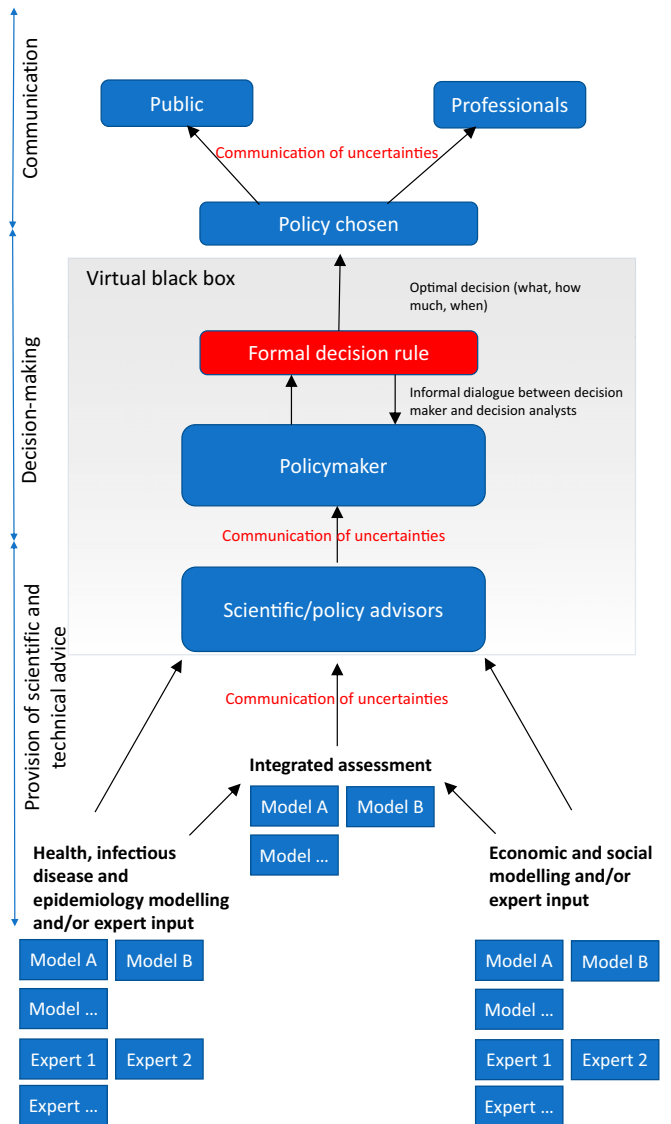 Communication
Public
Professionals
Communication of uncertainties
Policy chosen
Decision-making
Virtual black box
Optimal decision (what, how
much, when)
Formal decision rule
Informal dialogue between decision
maker and decision analysts
Policymaker
Communication of uncertainties
Scientific/policy advisors
Provision of scientific and
technical advice
Communication of uncertainties
Integrated assessment
Model A
Model B
Model ...
Health, infectious
disease and
epidemiology modelling
and/or expert input
Model A
Model B
Model ...
Expert 1
Expert 2
Expert ...
Economic and social
modelling and/or
expert input
Model A
Model B
Model ...
Expert 1
Expert 2
Expert ...